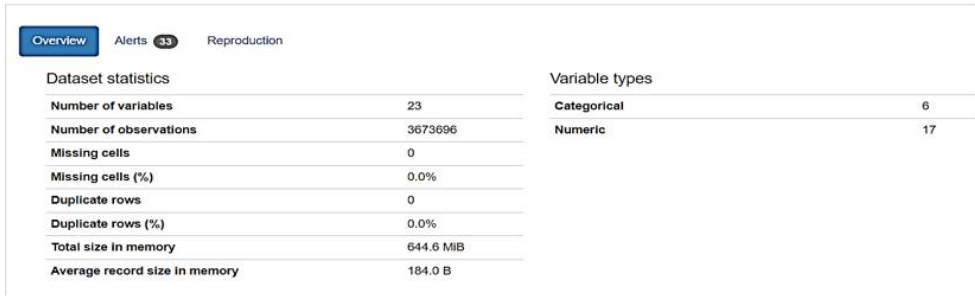 Overview Alerts 33 Reproduction
Dataset statistics
Number of variables 23
Number of observations 3673696
Missing cells 0
Missing cells (%) 0.0%
Duplicate rows 0
Duplicate rows (%) 0.0%
Total size in memory 644.6 MiB
Average record size in memory 184.0 B
Variable types
Categorical 6
Numeric 17